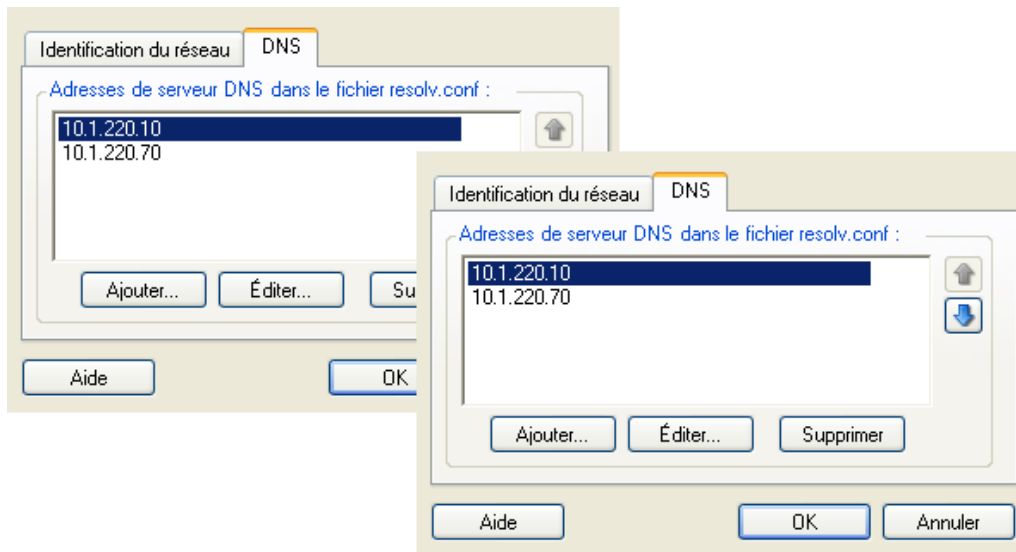 Identification du réseau DNS
Adresses de serveur DNS dans le fichier resolv.conf :
10.1.220.10
10.1.220.70
Ajouter... Éditer... Su
Aide OK
Identification du réseau DNS
Adresses de serveur DNS dans le fichier resolv.conf :
10.1.220.10
10.1.220.70
Ajouter... Éditer... Supprimer
Aide OK Annuler